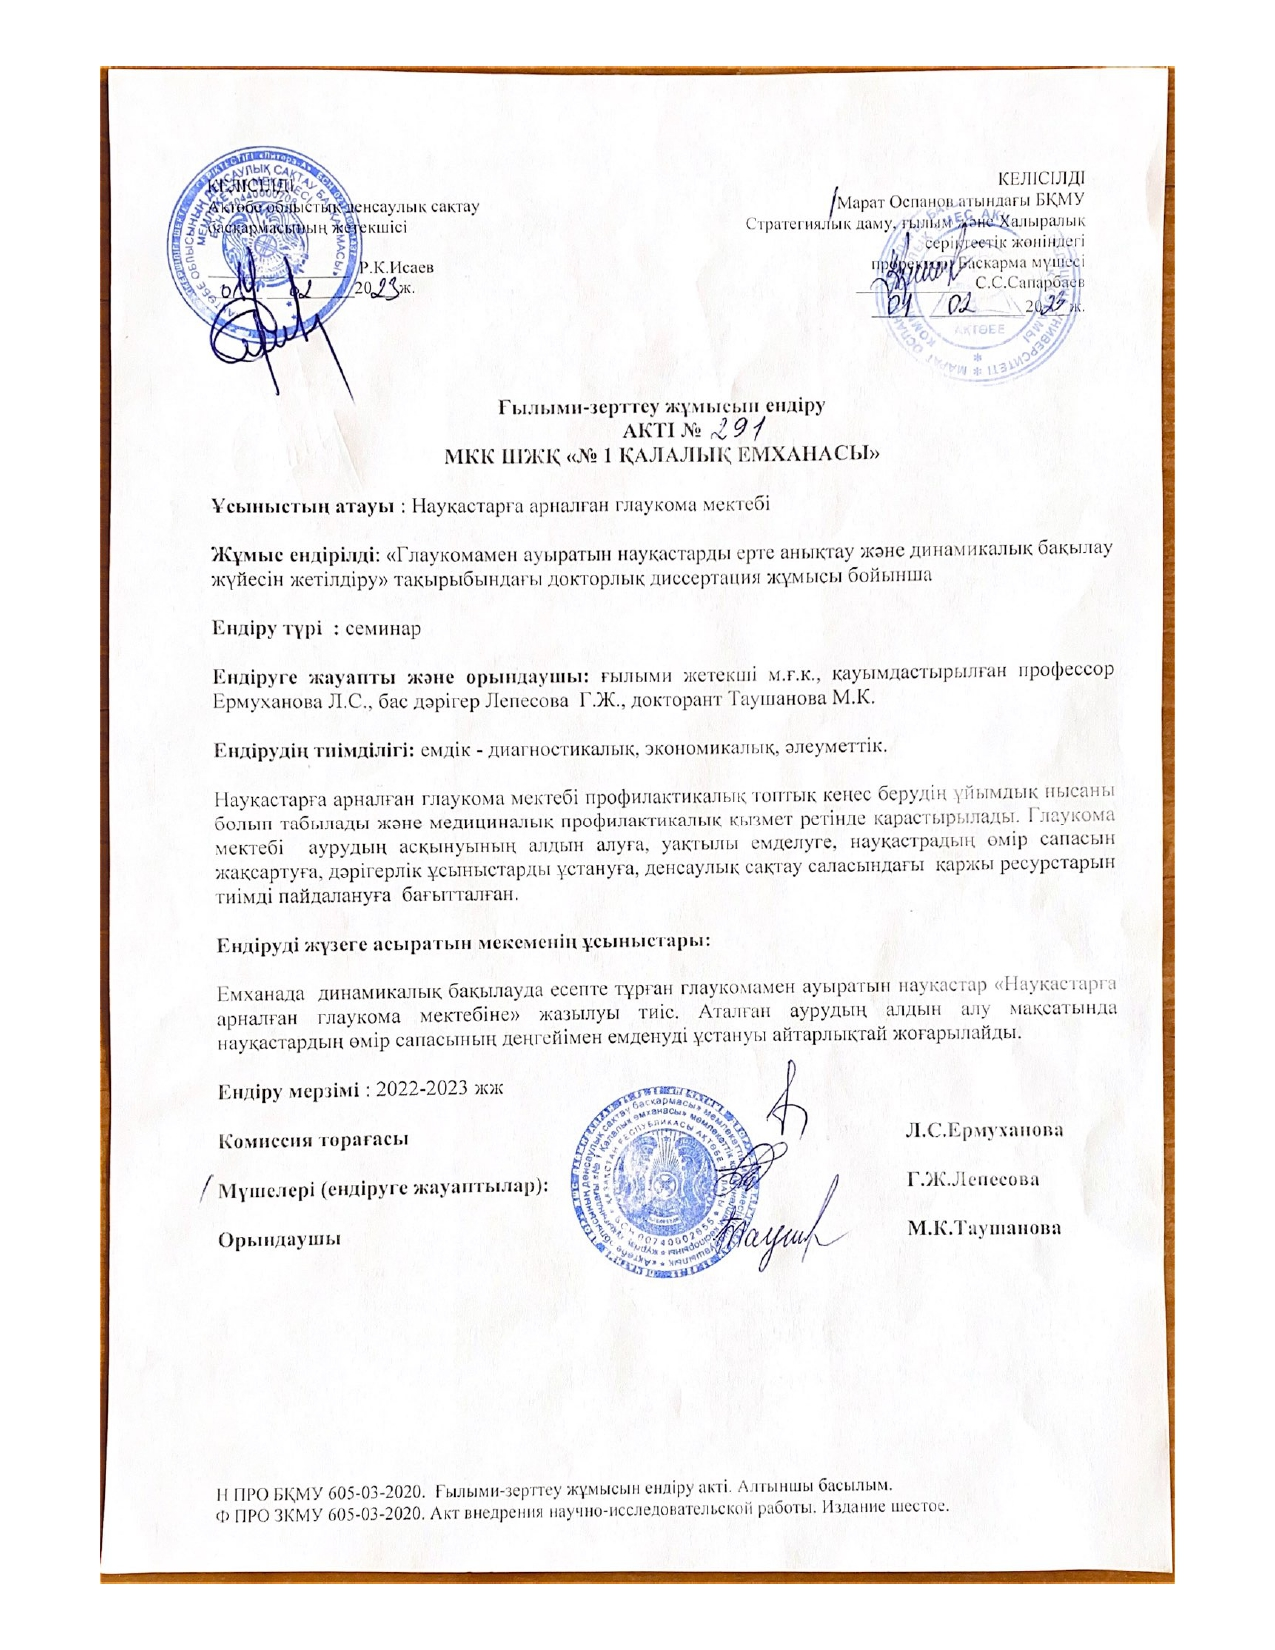 КЕЛІСІЛДІ
Ақтөбе облыстық денсаулық сақтау
басқармасының жетекшісі
Р.К.Исаев
01 02 2023ж.
КЕЛІСІЛДІ
Марат Оспанов атындағы БҚМУ
Стратегиялық даму, ғылым және Халыралық
серіктестік жөніндегі
проректор Басқарма мүшесі
С.С.Сапарбаев
01 02 2023 ж.
Ғылыми-зерттеу жұмысын ендіру
АКТІ № 291
МКК ШЖҚ «№ 1 ҚАЛАЛЫҚ ЕМХАНАСЫ»
Ұсыныстың атауы : Науқастарға арналған глаукома мектебі
Жұмыс ендірілді: «Глаукомамен ауыратын науқастарды ерте анықтау және динамикалық бақылау
жүйесін жетілдіру» тақырыбындағы докторлық диссертация жұмысы бойынша
Ендіру түрі : семинар
Ендіруге жауапты және орындаушы: ғылыми жетекші м.ғ.к., қауымдастырылған профессор
Ермуханова Л.С., бас дәрігер Лепесова Г.Ж., докторант Таушанова М.К.
Ендірудің тиімділігі: емдік - диагностикалық, экономикалық, әлеуметтік.
Науқастарға арналған глаукома мектебі профилактикалық топтық кеңес берудің ұйымдық нысаны
болып табылады және медициналық профилактикалық қызмет ретінде қарастырылады. Глаукома
мектебі аурудың асқынуының алдын алуға, уақтылы емделуге, науқастрадың өмір сапасын
жақсартуға, дәрігерлік ұсыныстарды ұстануға, денсаулық сақтау саласындағы қаржы ресурстарын
тиімді пайдалануға бағытталған.
Ендіруді жүзеге асыратын мекеменің ұсыныстары:
Емханада динамикалық бақылауда есепте тұрған глаукомамен ауыратын науқастар «Науқастарға
арналған глаукома мектебіне» жазылуы тиіс. Аталған аурудың алдын алу мақсатында
науқастардың өмір сапасының деңгейімен емденуді ұстануы айтарлықтай жоғарылайды.
Ендіру мерзімі : 2022-2023 жж
Комиссия төрағасы Л.С.Ермуханова
Мүшелері (ендіруге жауаптылар): Г.Ж.Лепесова
Орындаушы М.К.Таушанова
Н ПРО БҚМУ 605-03-2020. Ғылыми-зерттеу жұмысын ендіру акті. Алтыншы басылым.
Ф ПРО ЗКМУ 605-03-2020. Акт внедрения научно-исследовательской работы. Издание шестое.